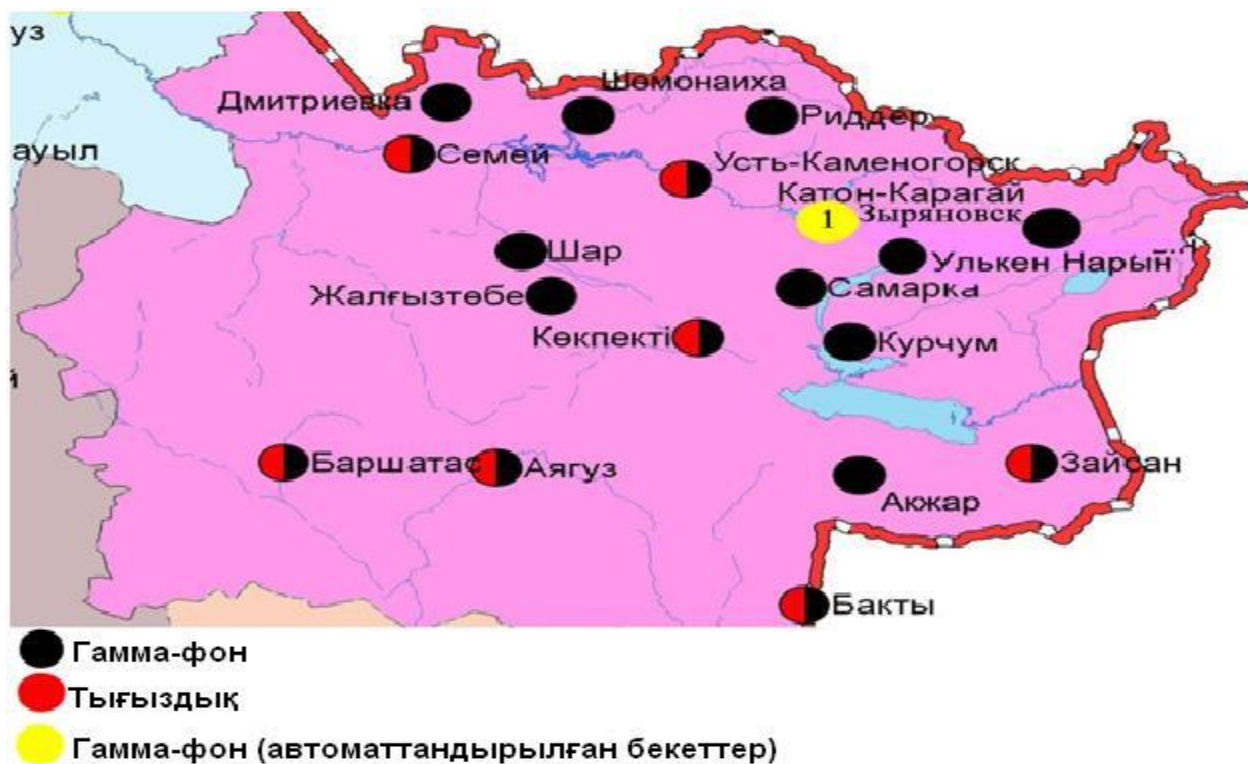 уз
Шомонаиха
Дмитриевка
Риддер
ауыл
Семей
Усть-Каменогорск
Катон-Карагай
1
Зыряновск
Шар
Улькен Нарын
Жалғызтөбе
Самарка
Көкпекті
Курчум
й
Баршатас
Аягуз
Зайсан
Акжар
Бакты
Гамма-фон
Тығыздық
Гамма-фон (автоматтандырылған бекеттер)